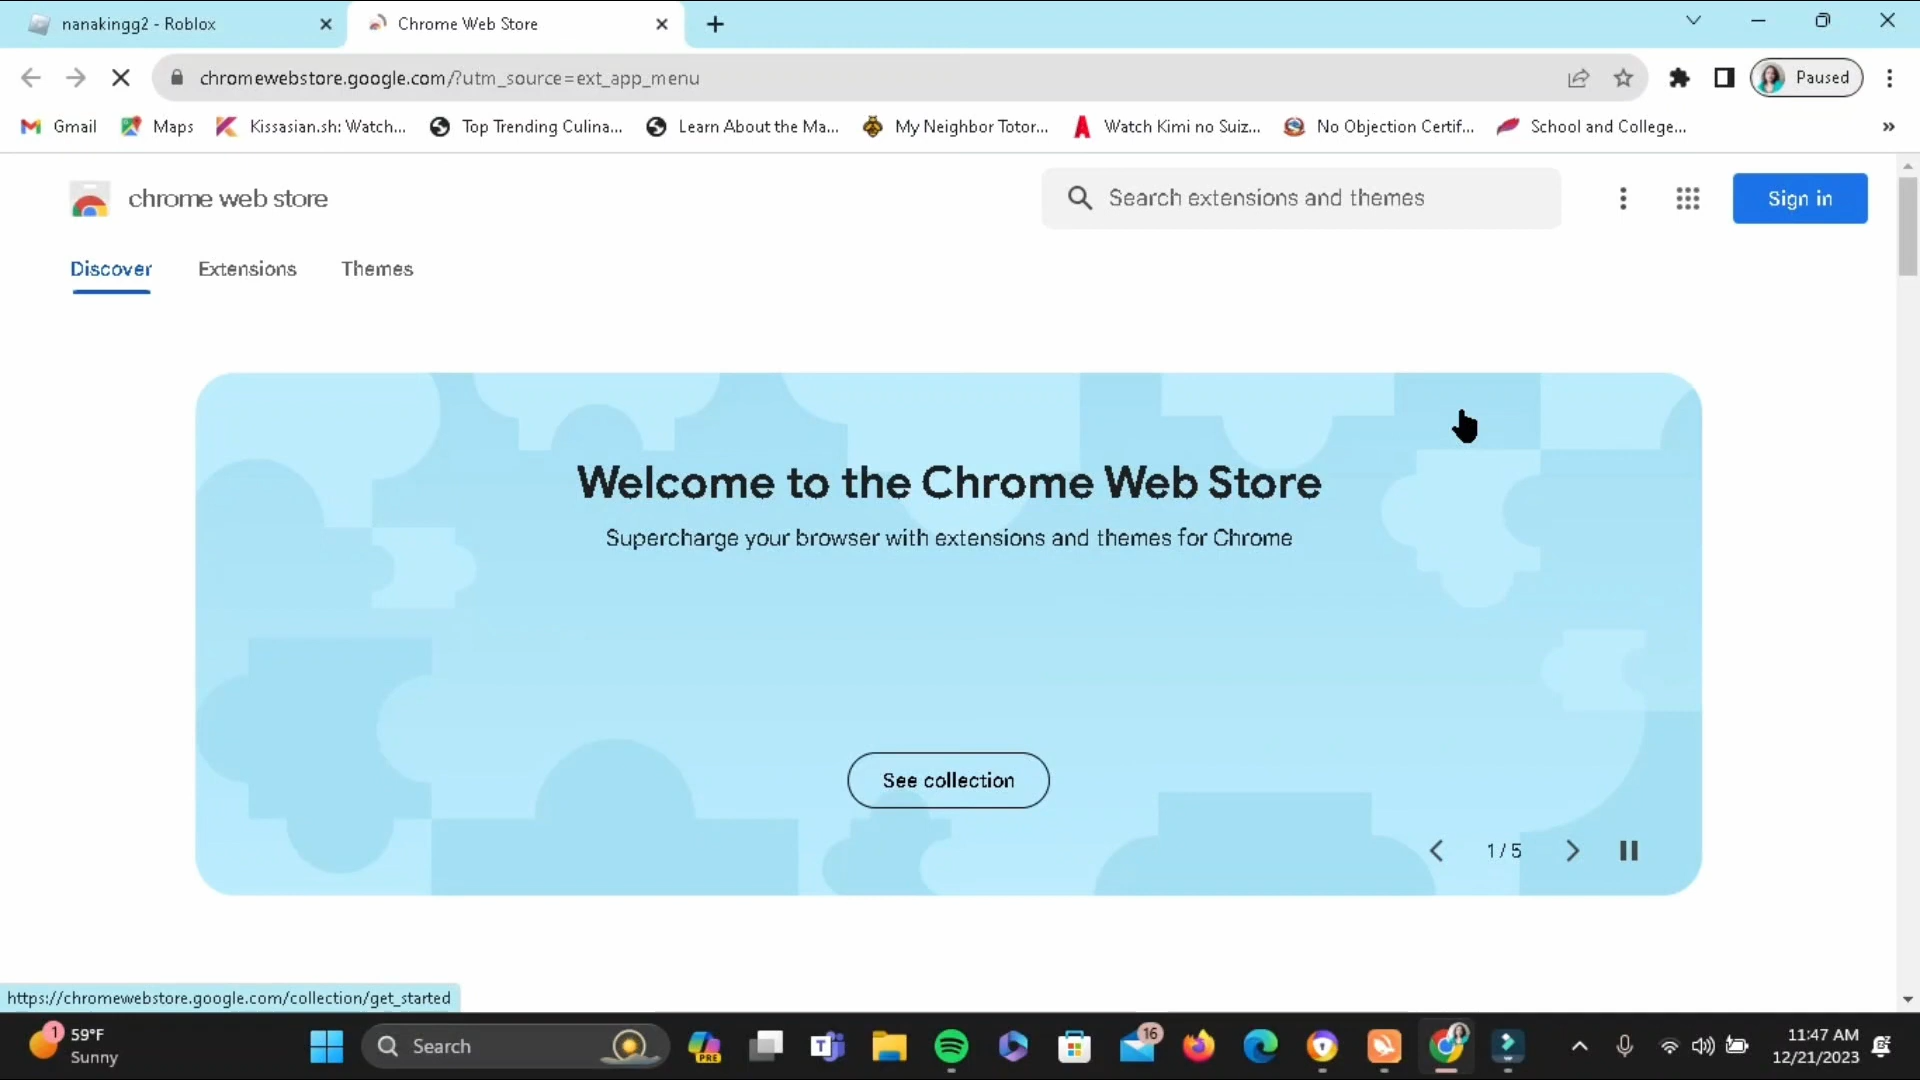 nanakingg2 - Roblox
Chrome Web Store
chromewebstore.google.com/?utm_source=ext_app_menu
Paused
Gmail
Maps
Kissasian.sh: Watch...
Top Trending Culina...
Learn About the Ma...
My Neighbor Totor...
Watch Kimi no Suiz...
No Objection Certif...
School and College...
»
chrome web store
Search extensions and themes
Sign in
Discover
Extensions
Themes
Welcome to the Chrome Web Store
Supercharge your browser with extensions and themes for Chrome
See collection
1 / 5
https://chromewebstore.google.com/collection/get_started
1
59°F
Sunny
Search
PRE
16
11:47 AM
12/21/2023